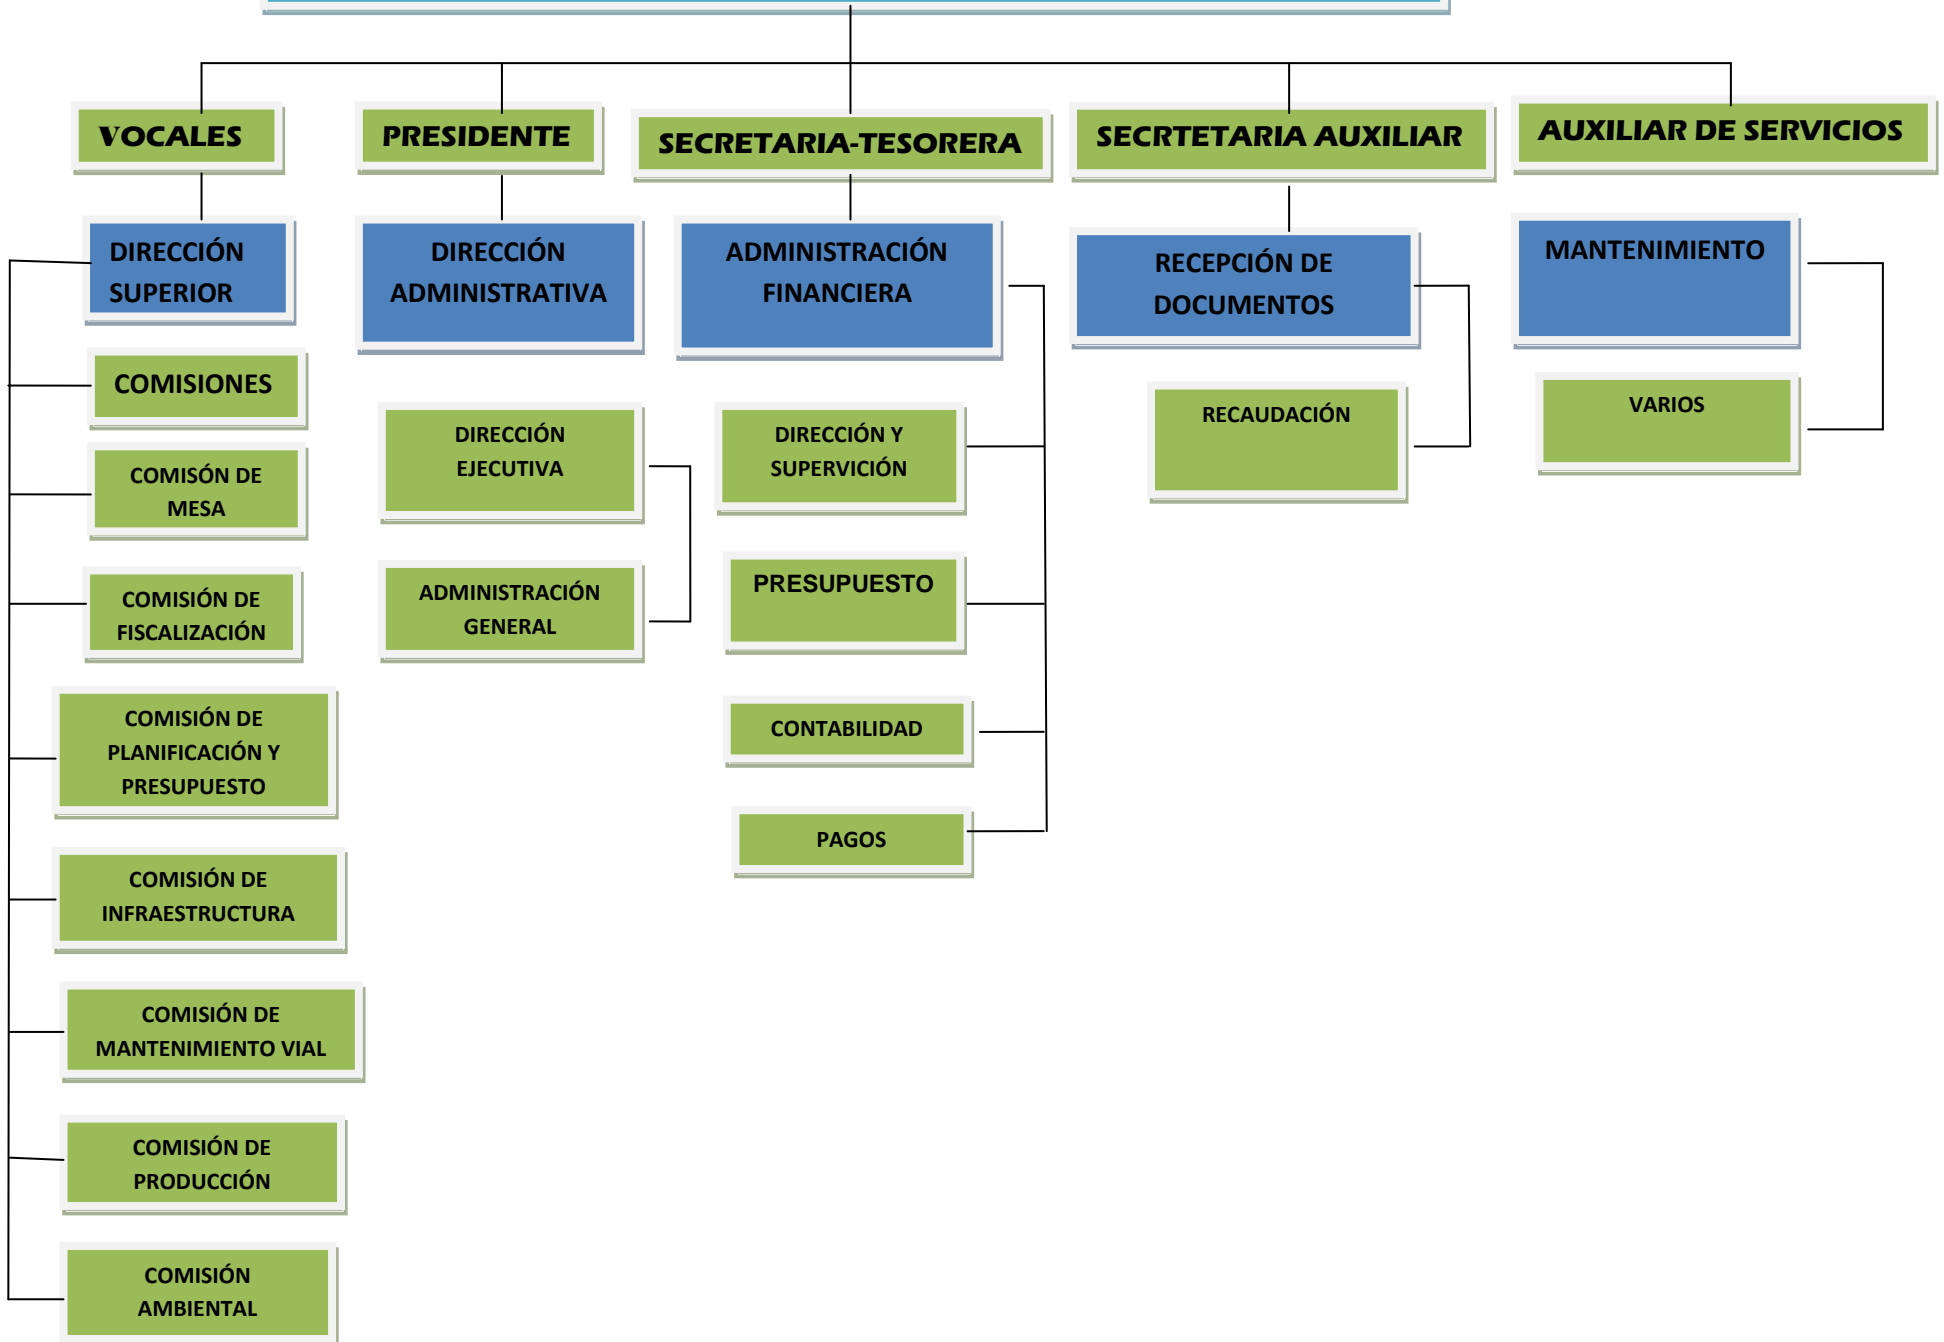 VOCALES
PRESIDENTE
SECRETARIA-TESORERA
SECRTETARIA AUXILIAR
AUXILIAR DE SERVICIOS
DIRECCIÓN
SUPERIOR
DIRECCIÓN
ADMINISTRATIVA
ADMINISTRACIÓN
FINANCIERA
RECEPCIÓN DE
DOCUMENTOS
MANTENIMIENTO
COMISIONES
COMISÓN DE
MESA
COMISIÓN DE
FISCALIZACIÓN
COMISIÓN DE
PLANIFICACIÓN Y
PRESUPUESTO
COMISIÓN DE
INFRAESTRUCTURA
COMISIÓN DE
MANTENIMIENTO VIAL
COMISIÓN DE
PRODUCCIÓN
COMISIÓN
AMBIENTAL
DIRECCIÓN
EJECUTIVA
ADMINISTRACIÓN
GENERAL
DIRECCIÓN Y
SUPERVICIÓN
PRESUPUESTO
CONTABILIDAD
PAGOS
RECAUDACIÓN
VARIOS